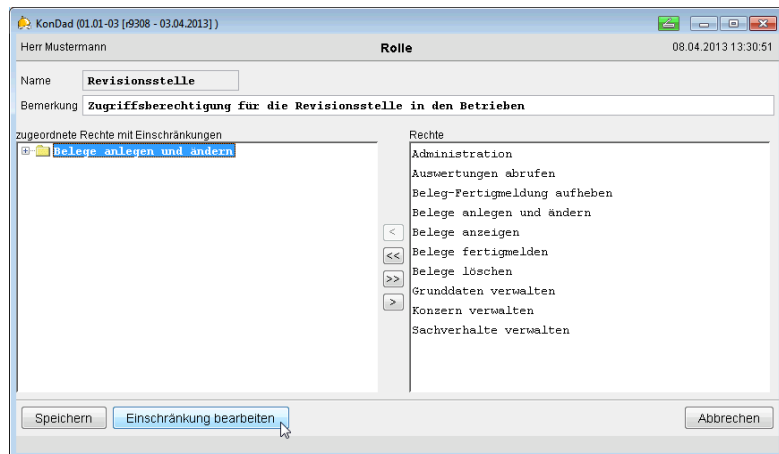 KonDad (01.01-03 [r9308 - 03.04.2013] )
Herr Mustermann Rolle 08.04.2013 13:30:51
Name Revisionsstelle
Bemerkung Zugriffsberechtigung für die Revisionsstelle in den Betrieben
zugeordnete Rechte mit Einschränkungen
Belege anlegen und ändern
<
<<
>>
>
Rechte
Administration
Auswertungen abrufen
Beleg-Fertigmeldung aufheben
Belege anlegen und ändern
Belege anzeigen
Belege fertigmelden
Belege löschen
Grunddaten verwalten
Konzern verwalten
Sachverhalte verwalten
Speichern Einschränkung bearbeiten Abbrechen